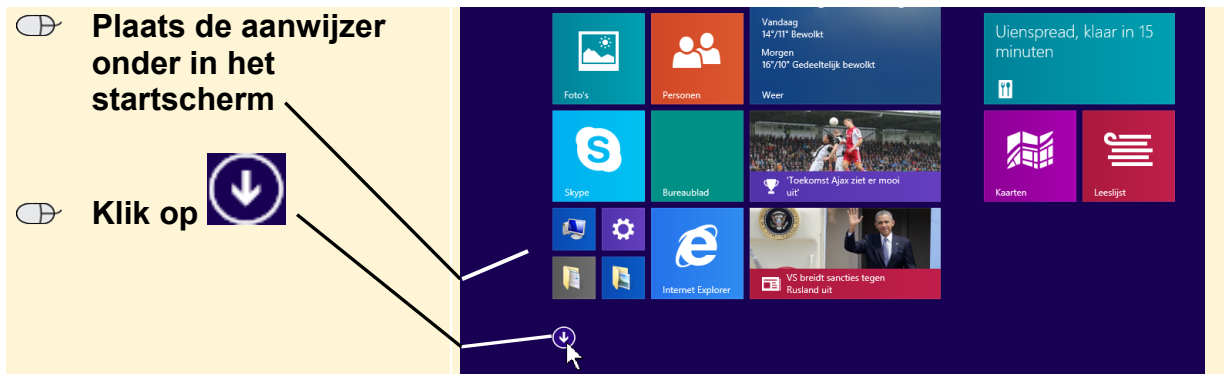 Plaats de aanwijzer
onder in het
startscherm
Klik op
Vandaag
14°/11° Bewolkt
Morgen
16°/10° Gedeeltelijk bewolkt
Foto's
Personen
Weer
Uienspread, klaar in 15
minuten
Skype
Bureaublad
'Toekomst Ajax ziet er mooi
uit'
Kaarten
Leeslijst
Internet Explorer
VS breidt sancties tegen
Rusland uit